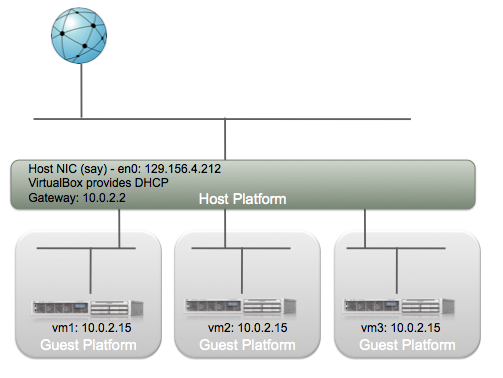 Host NIC (say) - en0: 129.156.4.212
VirtualBox provides DHCP
Gateway: 10.0.2.2
Host Platform
vm1: 10.0.2.15
Guest Platform
vm2: 10.0.2.15
Guest Platform
vm3: 10.0.2.15
Guest Platform